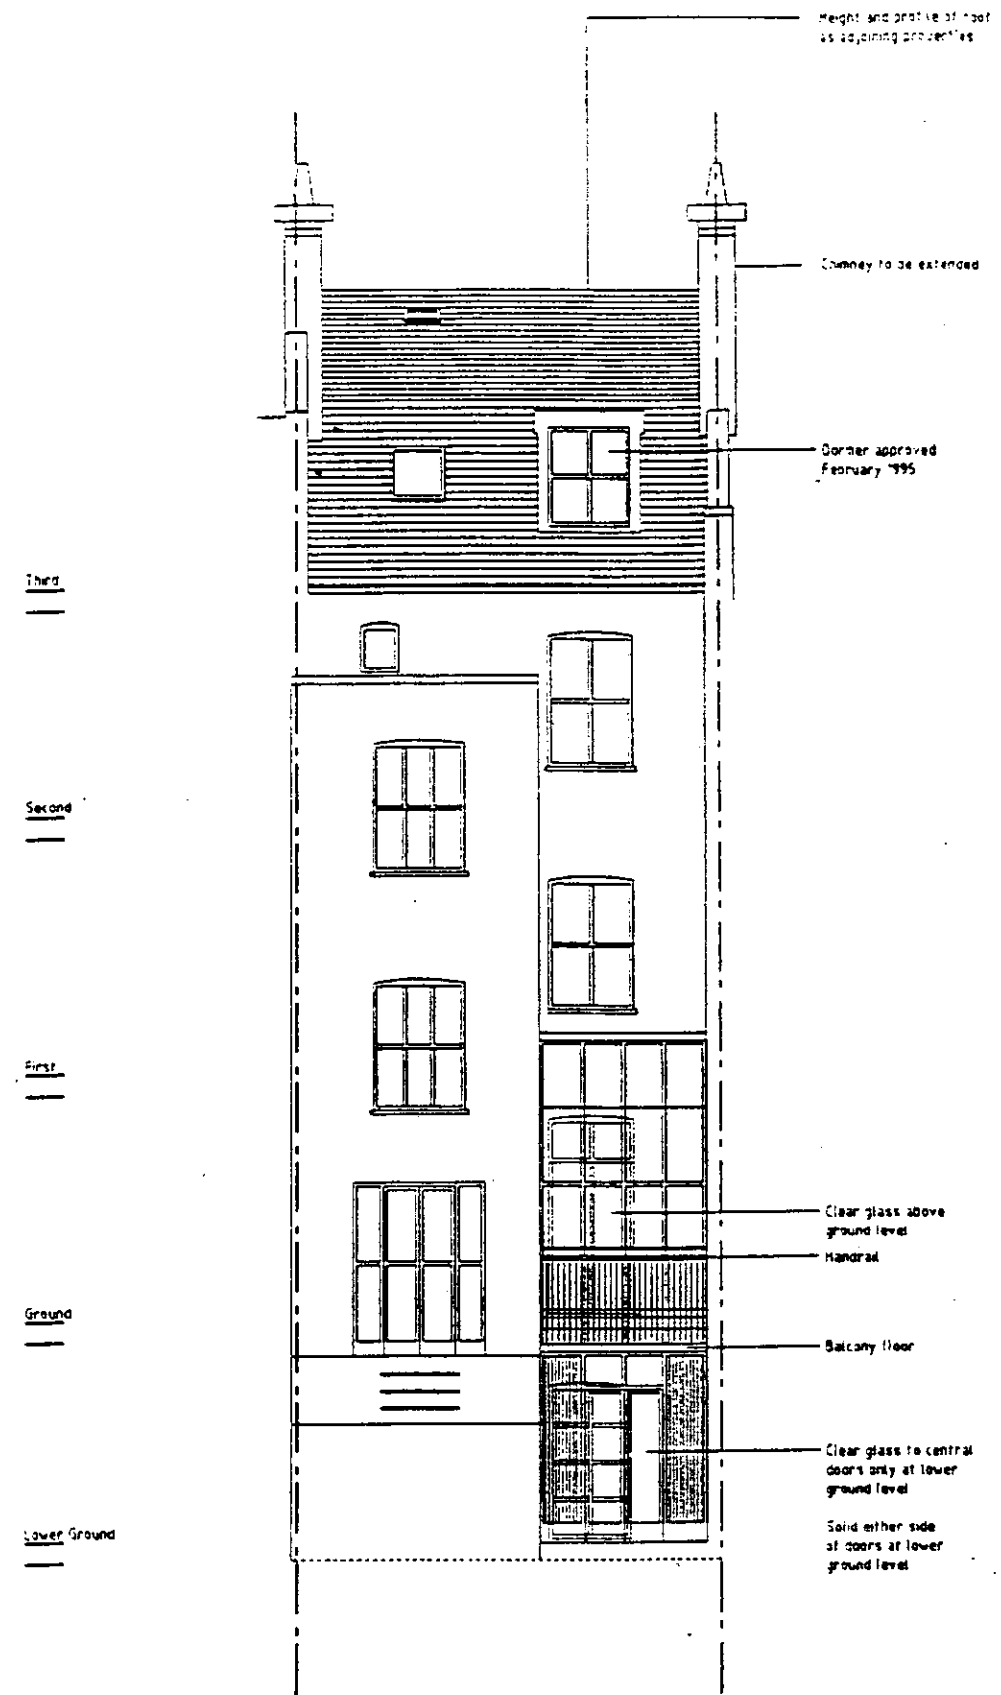 Height and profile of roof
as adjoining properties
Chimney to be extended
Dormer approved
February 1995
Third
Second
First
Clear glass above
ground level
Handrail
Ground
Balcony floor
Clear glass to central
doors only at lower
ground level
Lower Ground
Solid either side
of doors at lower
ground level